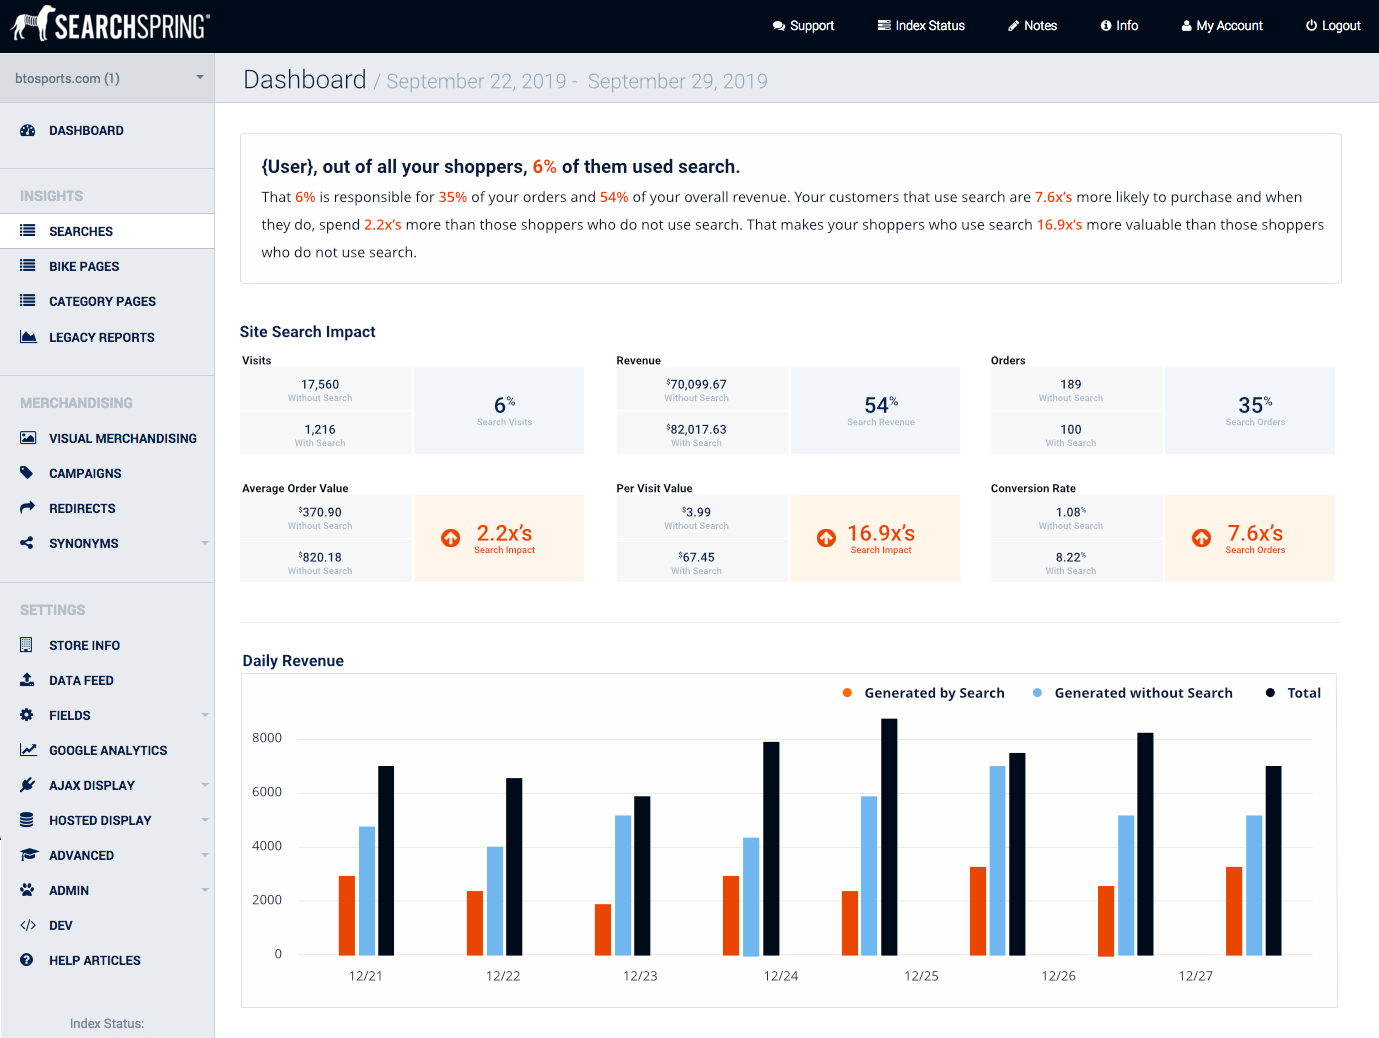 SEARCHSPRING®
Support
Index Status
Notes
Info
My Account
Logout
btosports.com (1)
Dashboard / September 22, 2019 - September 29, 2019
DASHBOARD
INSIGHTS
SEARCHES
BIKE PAGES
CATEGORY PAGES
LEGACY REPORTS
MERCHANDISING
VISUAL MERCHANDISING
CAMPAIGNS
REDIRECTS
SYNONYMS
SETTINGS
STORE INFO
DATA FEED
FIELDS
GOOGLE ANALYTICS
AJAX DISPLAY
HOSTED DISPLAY
ADVANCED
ADMIN
DEV
HELP ARTICLES
Index Status:
{User}, out of all your shoppers, 6% of them used search.
That 6% is responsible for 35% of your orders and 54% of your overall revenue. Your customers that use search are 7.6x's more likely to purchase and when
they do, spend 2.2x's more than those shoppers who do not use search. That makes your shoppers who use search 16.9x's more valuable than those shoppers
who do not use search.
Site Search Impact
Visits
17,560
Without Search
1,216
With Search
6%
Search Visits
Revenue
$70,099.67
Without Search
$82,017.63
With Search
54%
Search Revenue
Orders
189
Without Search
100
With Search
35%
Search Orders
Average Order Value
$370.90
Without Search
$820.18
Without Search
2.2x's
Search Impact
Per Visit Value
$3.99
Without Search
$67.45
With Search
16.9x's
Search Impact
Conversion Rate
1.08%
Without Search
8.22%
With Search
7.6x's
Search Orders
Daily Revenue
Generated by Search
Generated without Search
Total
8000
6000
4000
2000
0
12/21
12/22
12/23
12/24
12/25
12/26
12/27